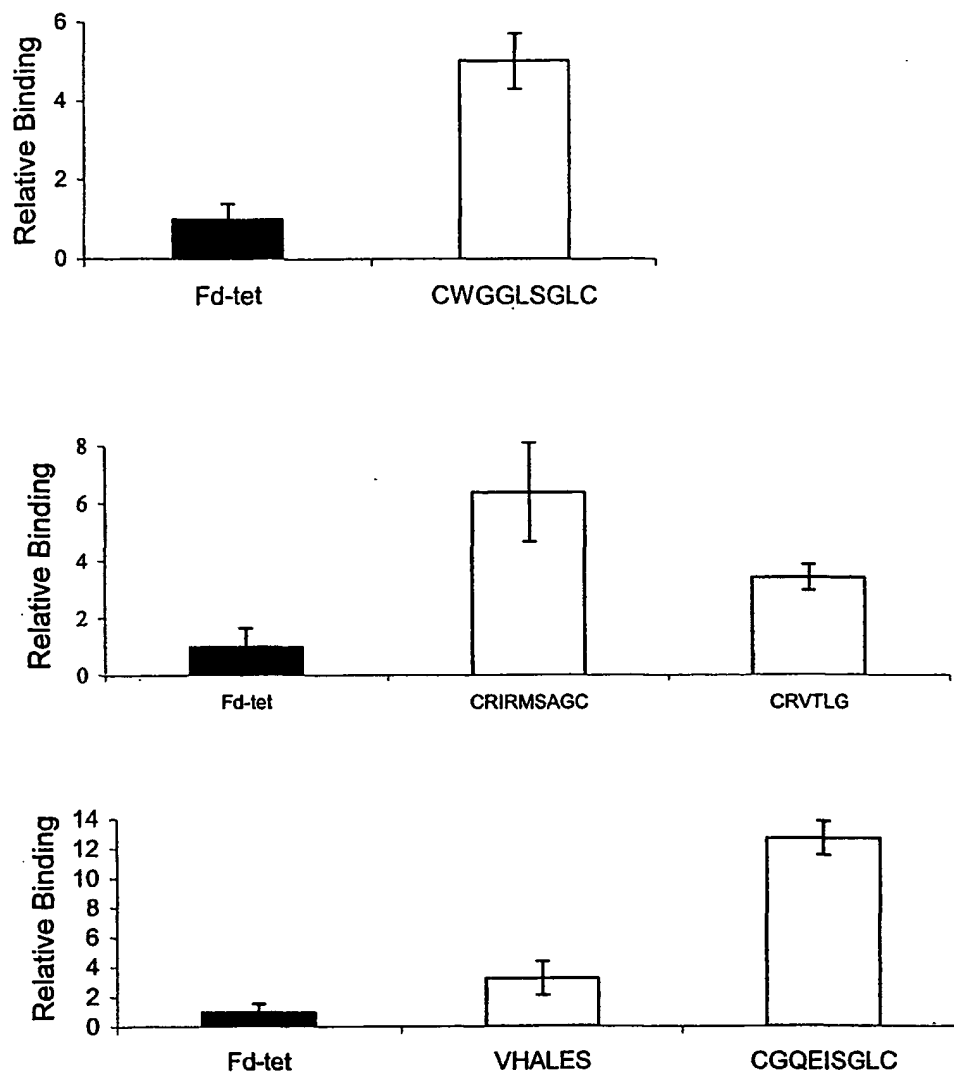 Relative Binding
6
4
2
0
Fd-tet CWGGLSGLC
Relative Binding
8
6
4
2
0
Fd-tet CRIRMSAGC CRVTLG
Relative Binding
14
12
10
8
6
4
2
0
Fd-tet VHALES CGQEISGLC